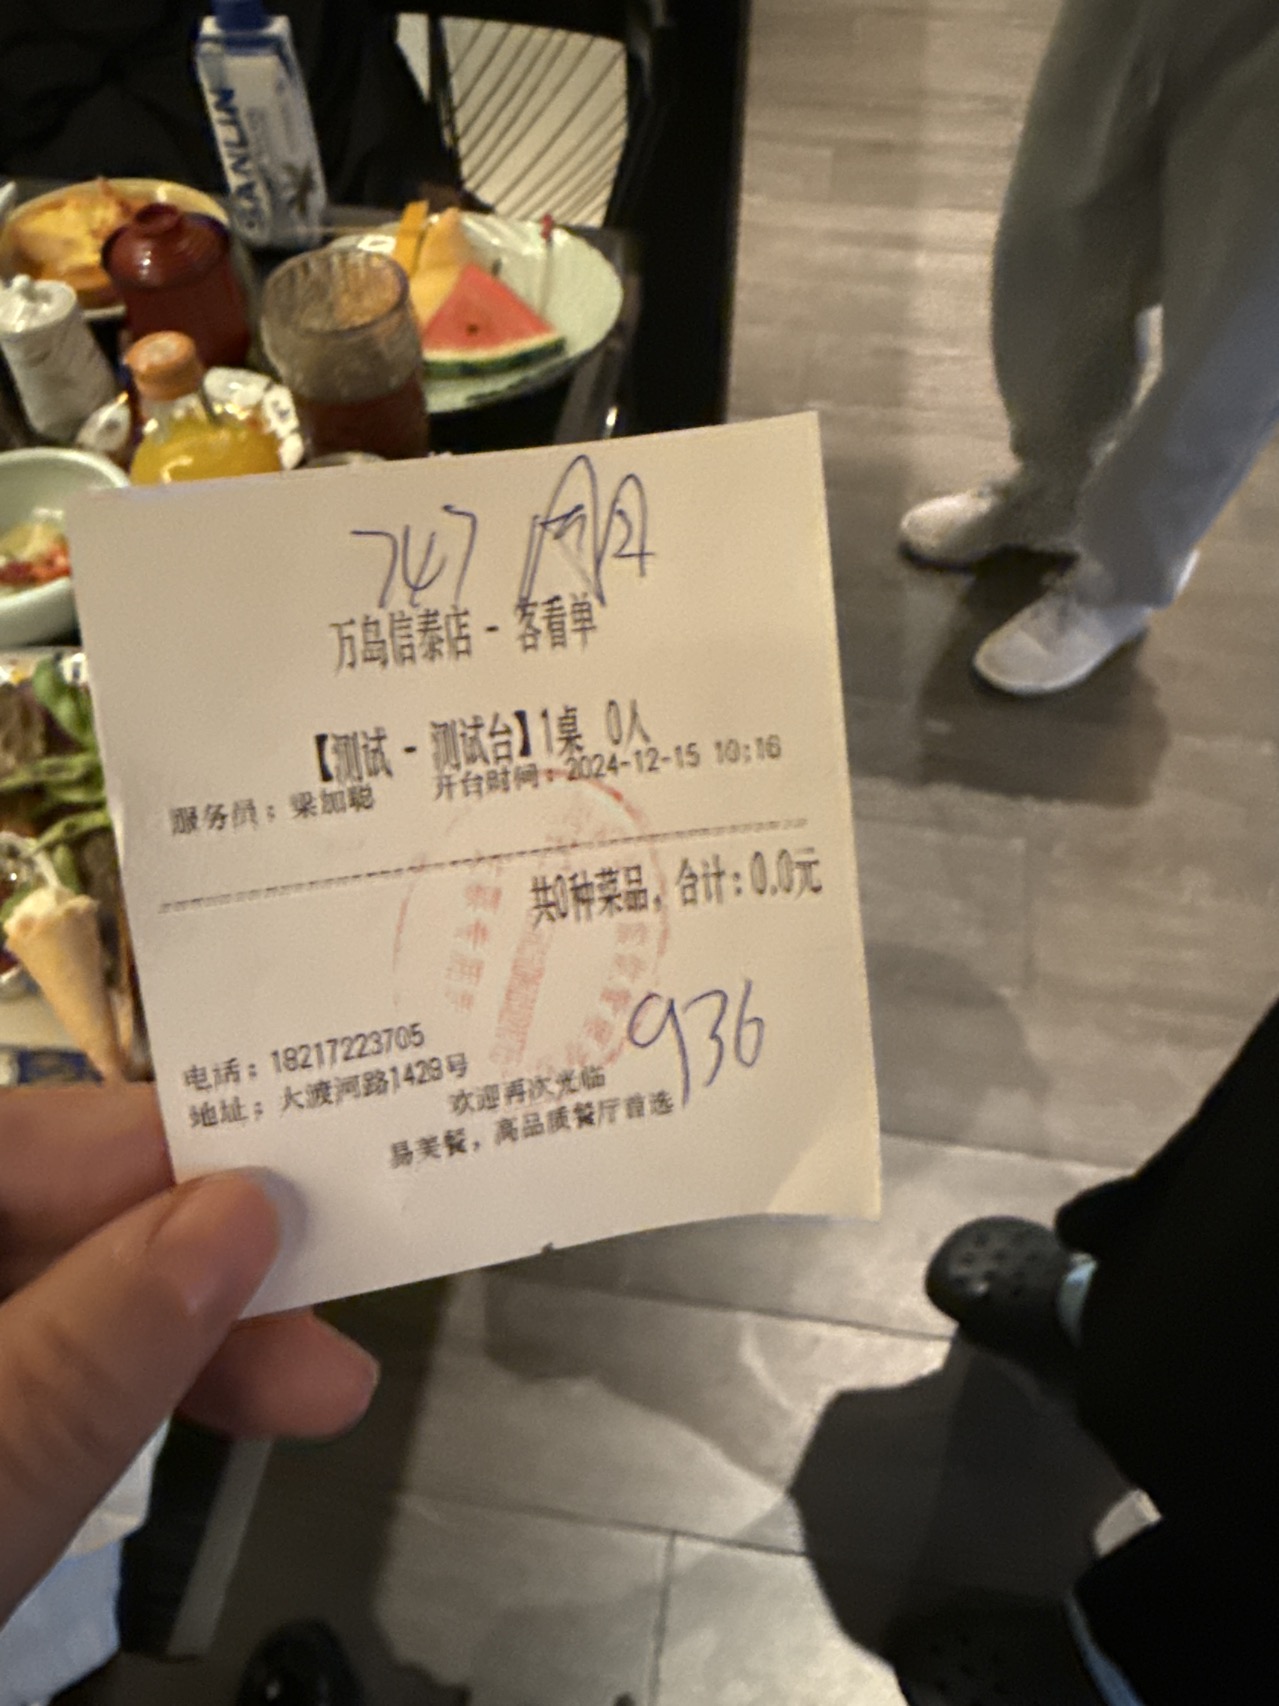 SANLIN
747
万岛信泰店 - 客看单
【测试 - 测试台】1桌 0人
服务员：梁加聪 开台时间：2024-12-15 10:16
共0种菜品，合计：0.0元
936
电话：18217223705
地址：大渡河路1429号
欢迎再次光临
易美餐，高品质餐厅首选